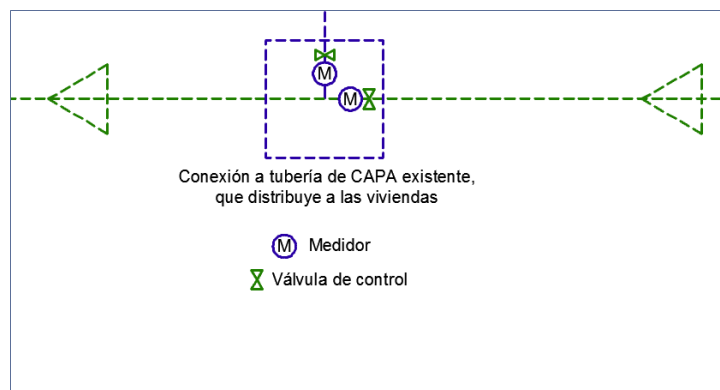 M
M
Conexión a tubería de CAPA existente,
que distribuye a las viviendas
M Medidor
Válvula de control